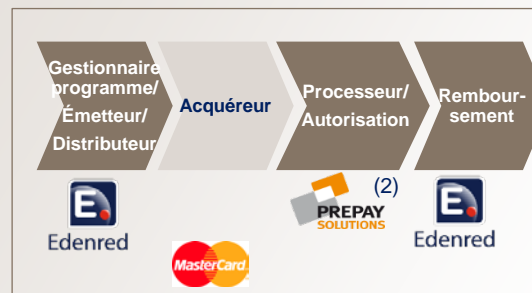 Gestionnaire
programme/
Émetteur/
Distributeur
Acquéreur
Processeur/
Autorisation
Rembour-
sement
E.
Edenred
MasterCard
(2)
PREPAY
SOLUTIONS
E.
Edenred